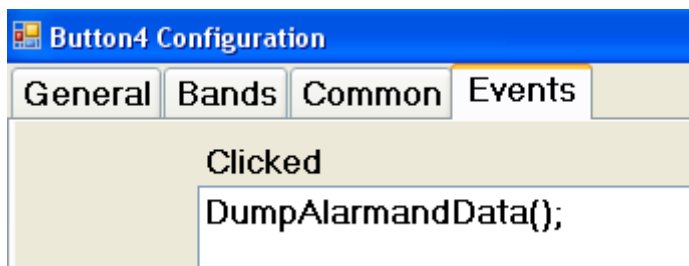 Button4 Configuration
General Bands Common Events
Clicked
DumpAlarmandData();